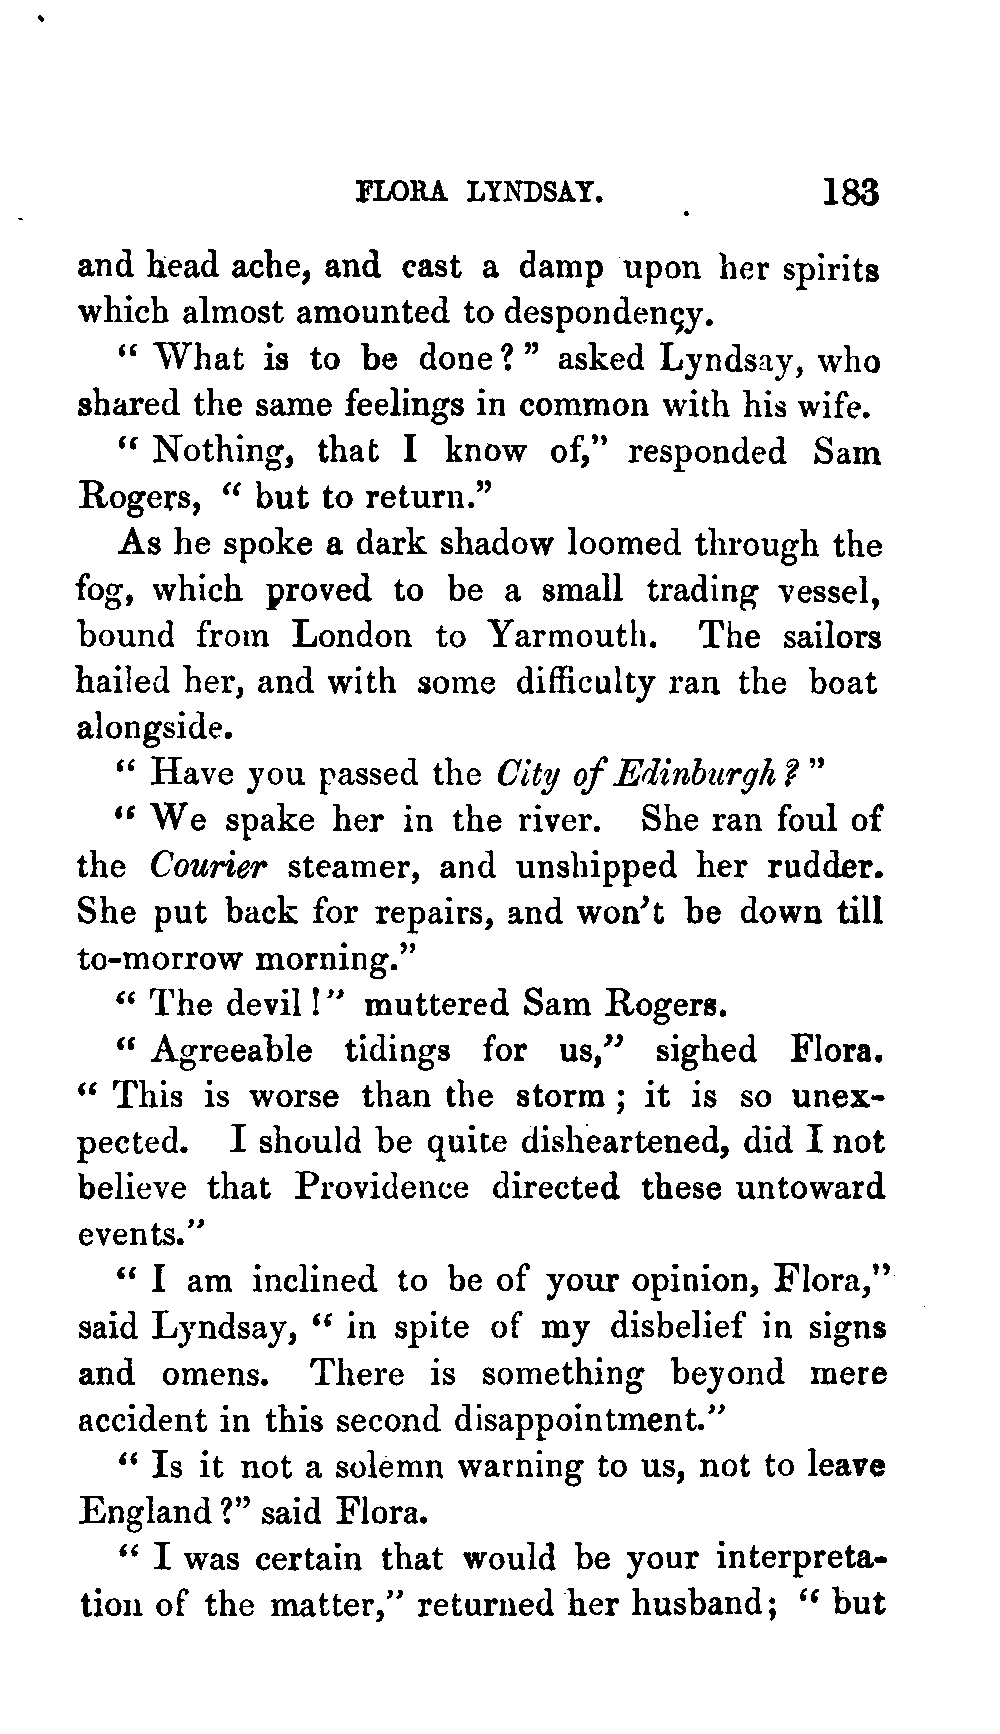 FLORA LYNDSAY. 183
and head ache, and cast a damp upon her spirits
which almost amounted to despondency.
“ What is to be done ? ” asked Lyndsay, who
shared the same feelings in common with his wife.
“ Nothing, that I know of,” responded Sam
Rogers, “ but to return.”
As he spoke a dark shadow loomed through the
fog, which proved to be a small trading vessel,
bound from London to Yarmouth. The sailors
hailed her, and with some difficulty ran the boat
alongside.
“ Have you passed the City of Edinburgh ? ”
“ We spake her in the river. She ran foul of
the Courier steamer, and unshipped her rudder.
She put back for repairs, and won’t be down till
to-morrow morning.”
“ The devil !” muttered Sam Rogers.
“ Agreeable tidings for us,” sighed Flora.
“ This is worse than the storm ; it is so unex-
pected. I should be quite disheartened, did I not
believe that Providence directed these untoward
events.”
“ I am inclined to be of your opinion, Flora,”
said Lyndsay, “ in spite of my disbelief in signs
and omens. There is something beyond mere
accident in this second disappointment.”
“ Is it not a solemn warning to us, not to leave
England ?” said Flora.
“ I was certain that would be your interpreta-
tion of the matter,” returned her husband; “ but